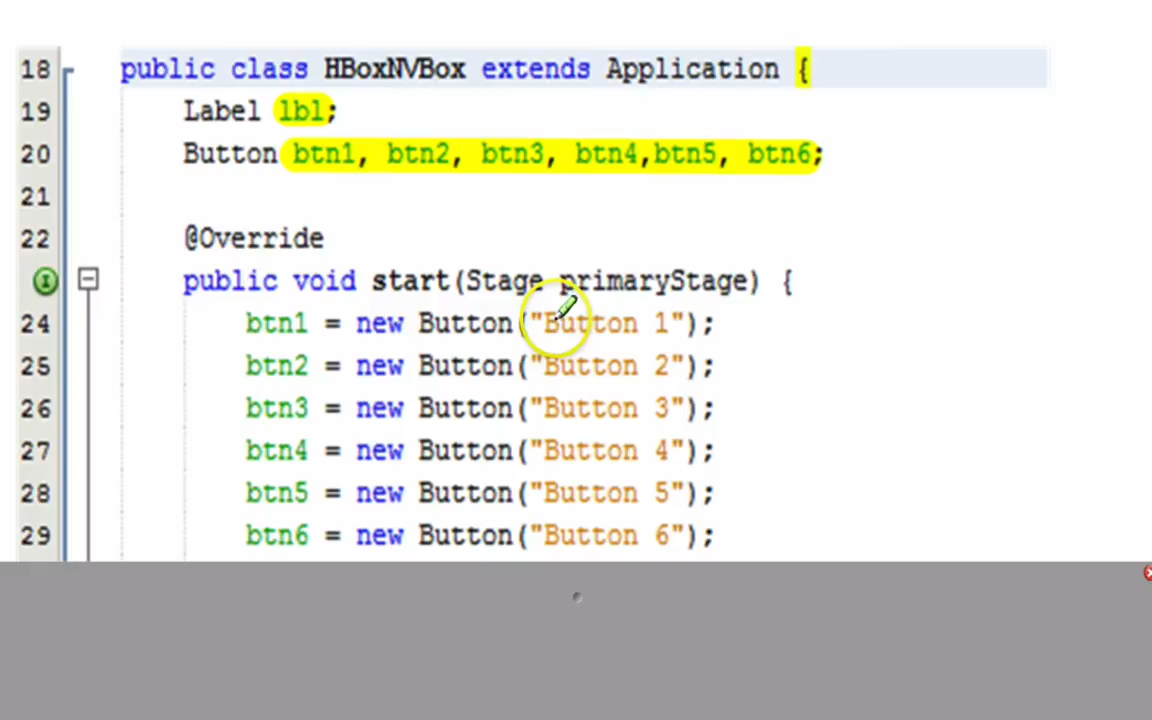 18 public class HBoxNVBox extends Application {
19 Label lbl;
20 Button btn1, btn2, btn3, btn4,btn5, btn6;
21
22 @Override
public void start(Stage primaryStage) {
24 btn1 = new Button("Button 1");
25 btn2 = new Button("Button 2");
26 btn3 = new Button("Button 3");
27 btn4 = new Button("Button 4");
28 btn5 = new Button("Button 5");
29 btn6 = new Button("Button 6");